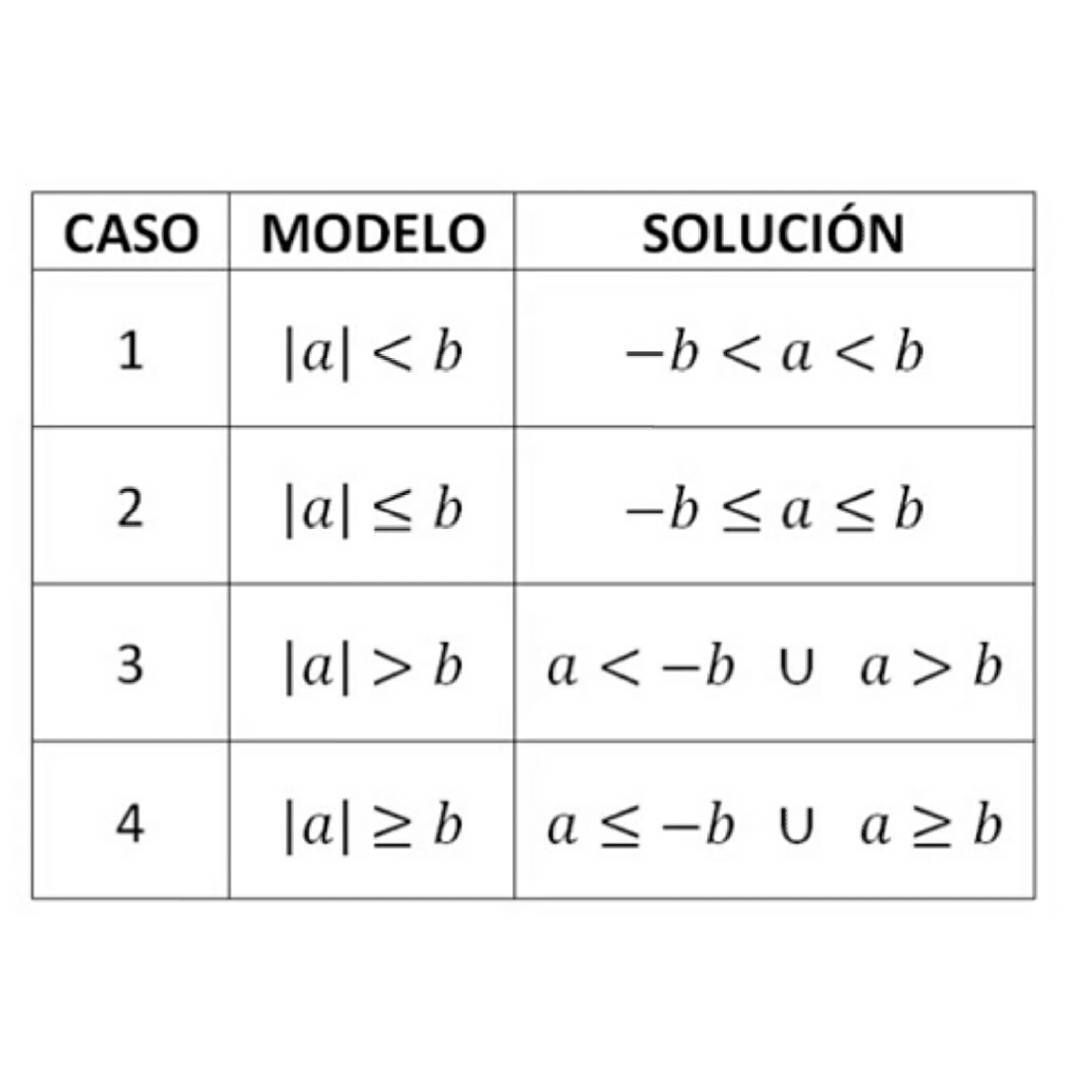 CASO MODELO SOLUCIÓN
1 |a| < b −b < a < b
2 |a| ≤ b −b ≤ a ≤ b
3 |a| > b a < −b ∪ a > b
4 |a| ≥ b a ≤ −b ∪ a ≥ b